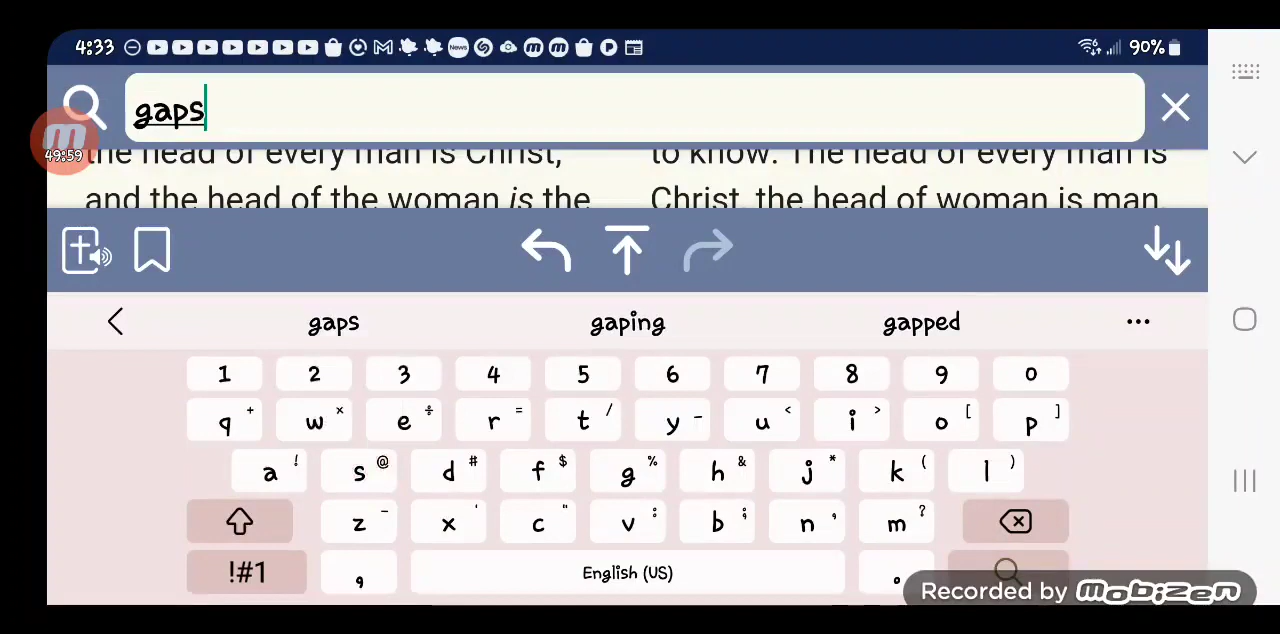 4:33 News 90%
gaps
49:59
the head of every man is Christ, to know: The head of every man is
and the head of the woman is the Christ, the head of woman is man,
gaps gaping gapped ...
1 2 3 4 5 6 7 8 9 0
q + w × e ÷ r = t / y - u < i > o [ p ]
a ! s @ d # f $ g % h & j * k ( l )
z - x ' c " v : b ; n , m ?
!#1 , English (US) .
Recorded by mobizen